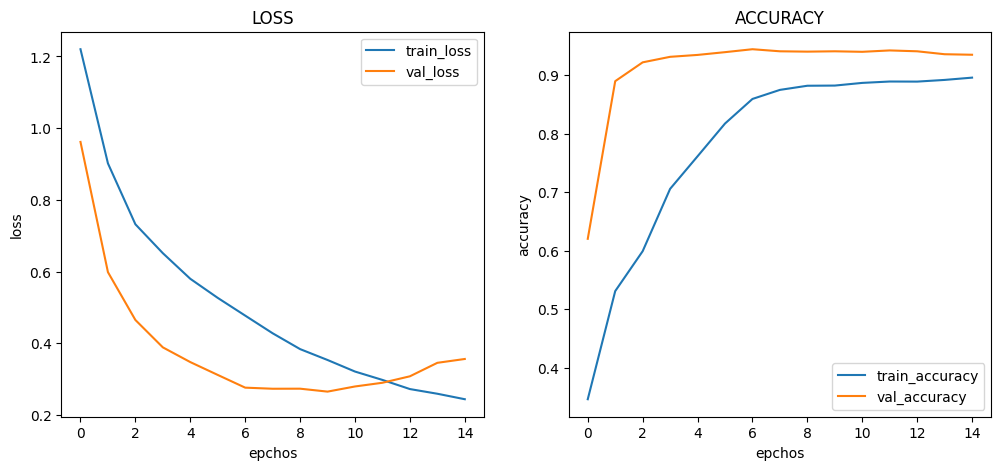 LOSS
train_loss
val_loss
1.2
1.0
0.8
0.6
0.4
0.2
loss
0 2 4 6 8 10 12 14
epchos
ACCURACY
train_accuracy
val_accuracy
0.9
0.8
0.7
0.6
0.5
0.4
accuracy
0 2 4 6 8 10 12 14
epchos